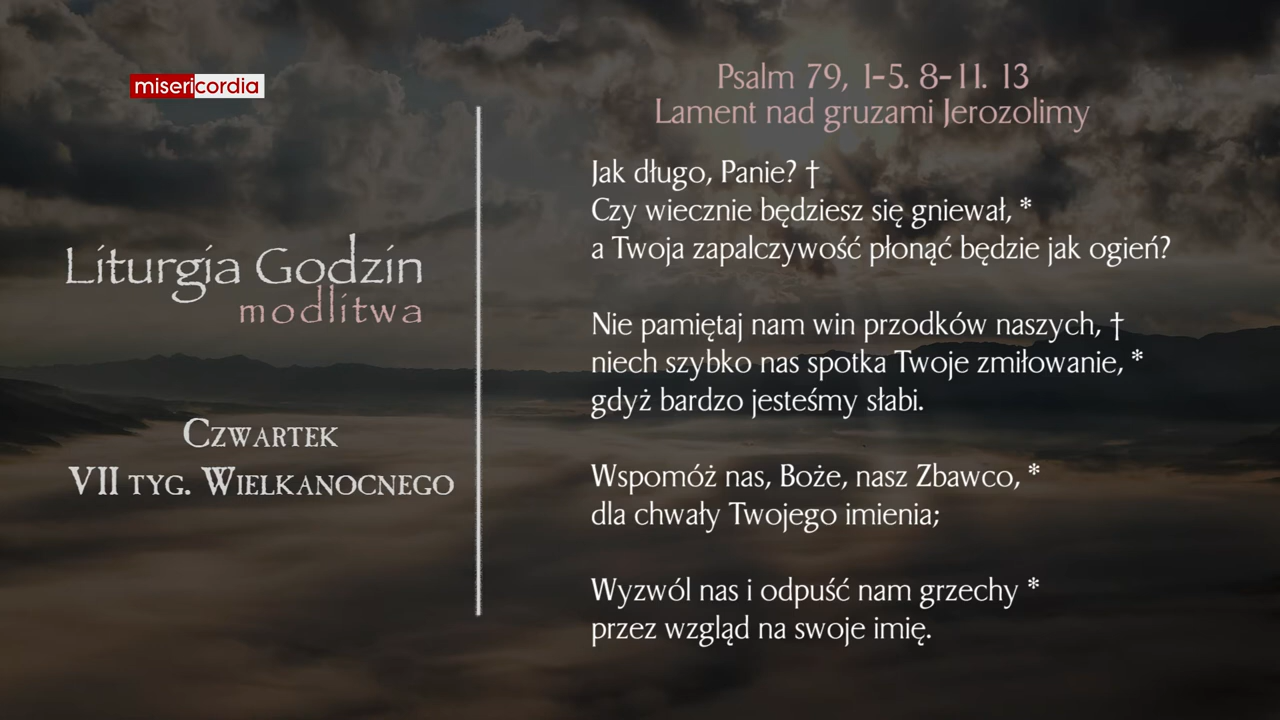 misericordia
Liturgia Godzin
modlitwa
Czwartek
VII tyg. Wielkanocnego
Psalm 79, 1-5. 8-11. 13
Lament nad gruzami Jerozolimy
Jak długo, Panie? †
Czy wiecznie będziesz się gniewał, *
a Twoja zapalczywość płonąć będzie jak ogień?
Nie pamiętaj nam win przodków naszych, †
niech szybko nas spotka Twoje zmiłowanie, *
gdyż bardzo jesteśmy słabi.
Wspomóż nas, Boże, nasz Zbawco, *
dla chwały Twojego imienia;
Wyzwól nas i odpuść nam grzechy *
przez wzgląd na swoje imię.